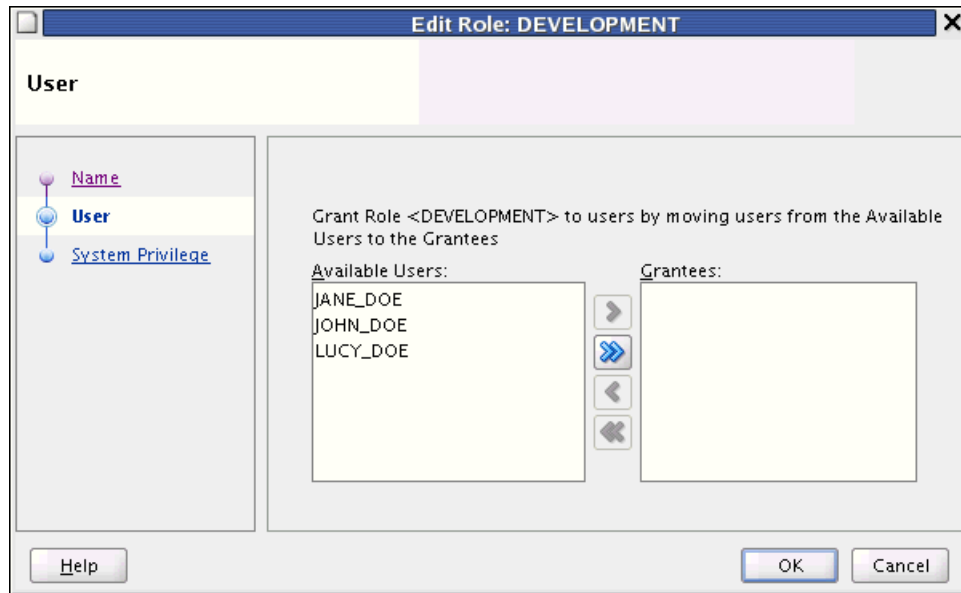 Edit Role: DEVELOPMENT
User
Name
User
System Privilege
Grant Role <DEVELOPMENT> to users by moving users from the Available
Users to the Grantees
Available Users:
Grantees:
JANE_DOE
JOHN_DOE
LUCY_DOE
Help
OK
Cancel